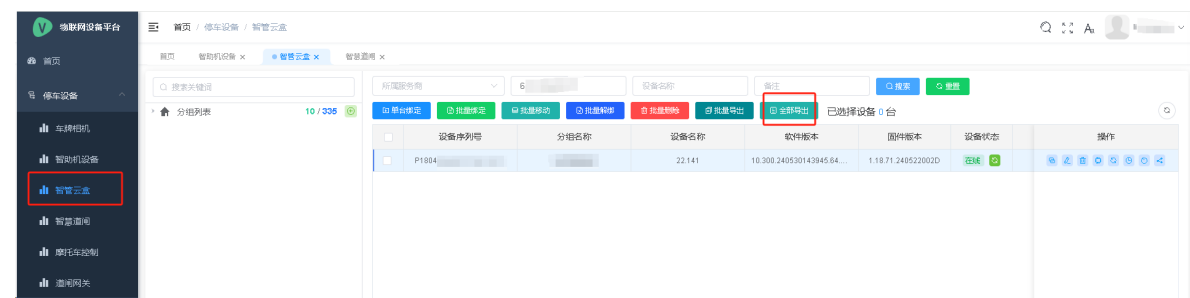 物联网设备平台
首页 / 停车设备 / 智管云盒
首页 智助机设备 × 智管云盒 × 智慧道闸 ×
首页
停车设备
车牌相机
智助机设备
智管云盒
智慧道闸
摩托车控制
道闸网关
搜索关键词
分组列表 10 / 335
所属服务商 6 设备名称 备注 搜索 重置
单台绑定 批量绑定 批量移动 批量解绑 批量删除 批量导出 全部导出 已选择设备 0 台
设备序列号 分组名称 设备名称 软件版本 固件版本 设备状态 操作
P1804 22.141 10.300.240530143945.64.... 1.18.71.240522002D 在线